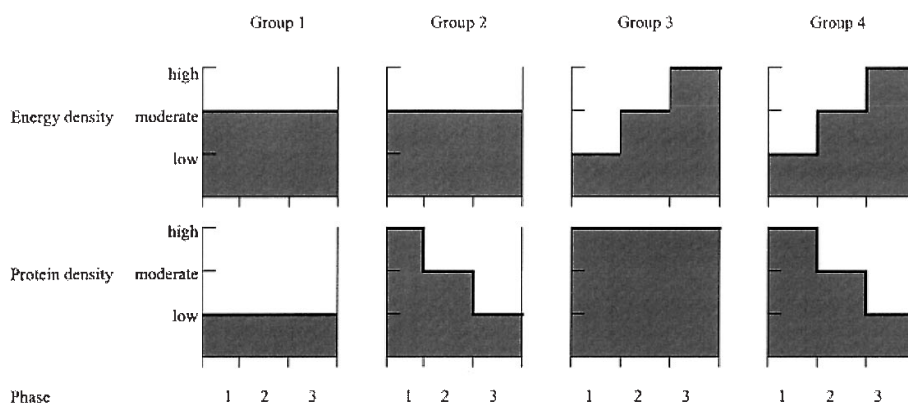 Group 1 Group 2 Group 3 Group 4
high
Energy density moderate
low
high
Protein density moderate
low
Phase 1 2 3 1 2 3 1 2 3 1 2 3